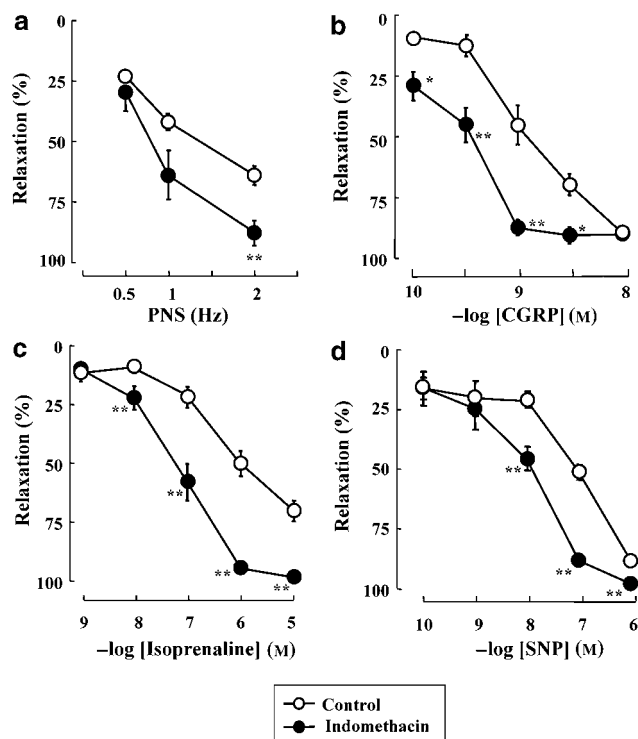 a
Relaxation (%)
0
25
50
75
100
**
0.5 1 2
PNS (Hz)
b
Relaxation (%)
0
25
50
75
100
*
**
**
*
10 9 8
−log [CGRP] (M)
c
Relaxation (%)
0
25
50
75
100
**
**
**
**
9 8 7 6 5
−log [Isoprenaline] (M)
d
Relaxation (%)
0
25
50
75
100
**
**
**
10 9 8 7 6
−log [SNP] (M)
Control
Indomethacin